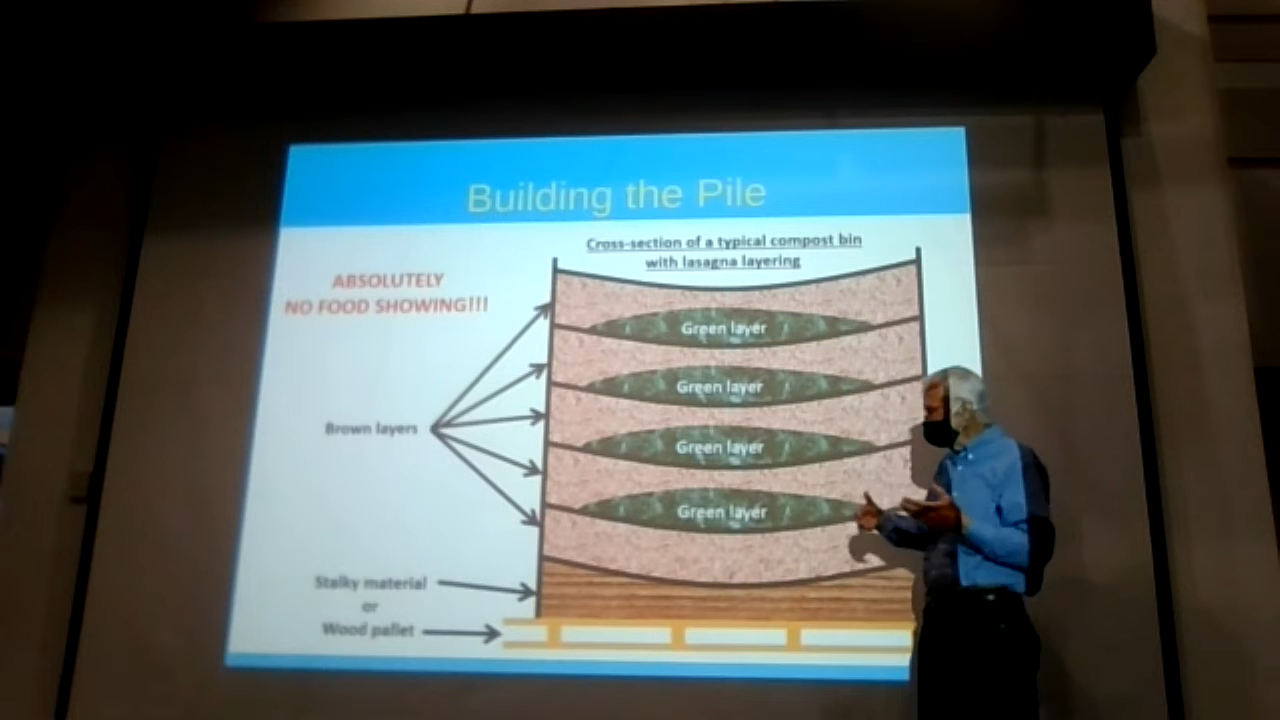 Building the Pile
Cross-section of a typical compost bin
with lasagna layering
ABSOLUTELY
NO FOOD SHOWING!!!
Green layer
Green layer
Brown layers
Green layer
Green layer
Stalky material
or
Wood pallet